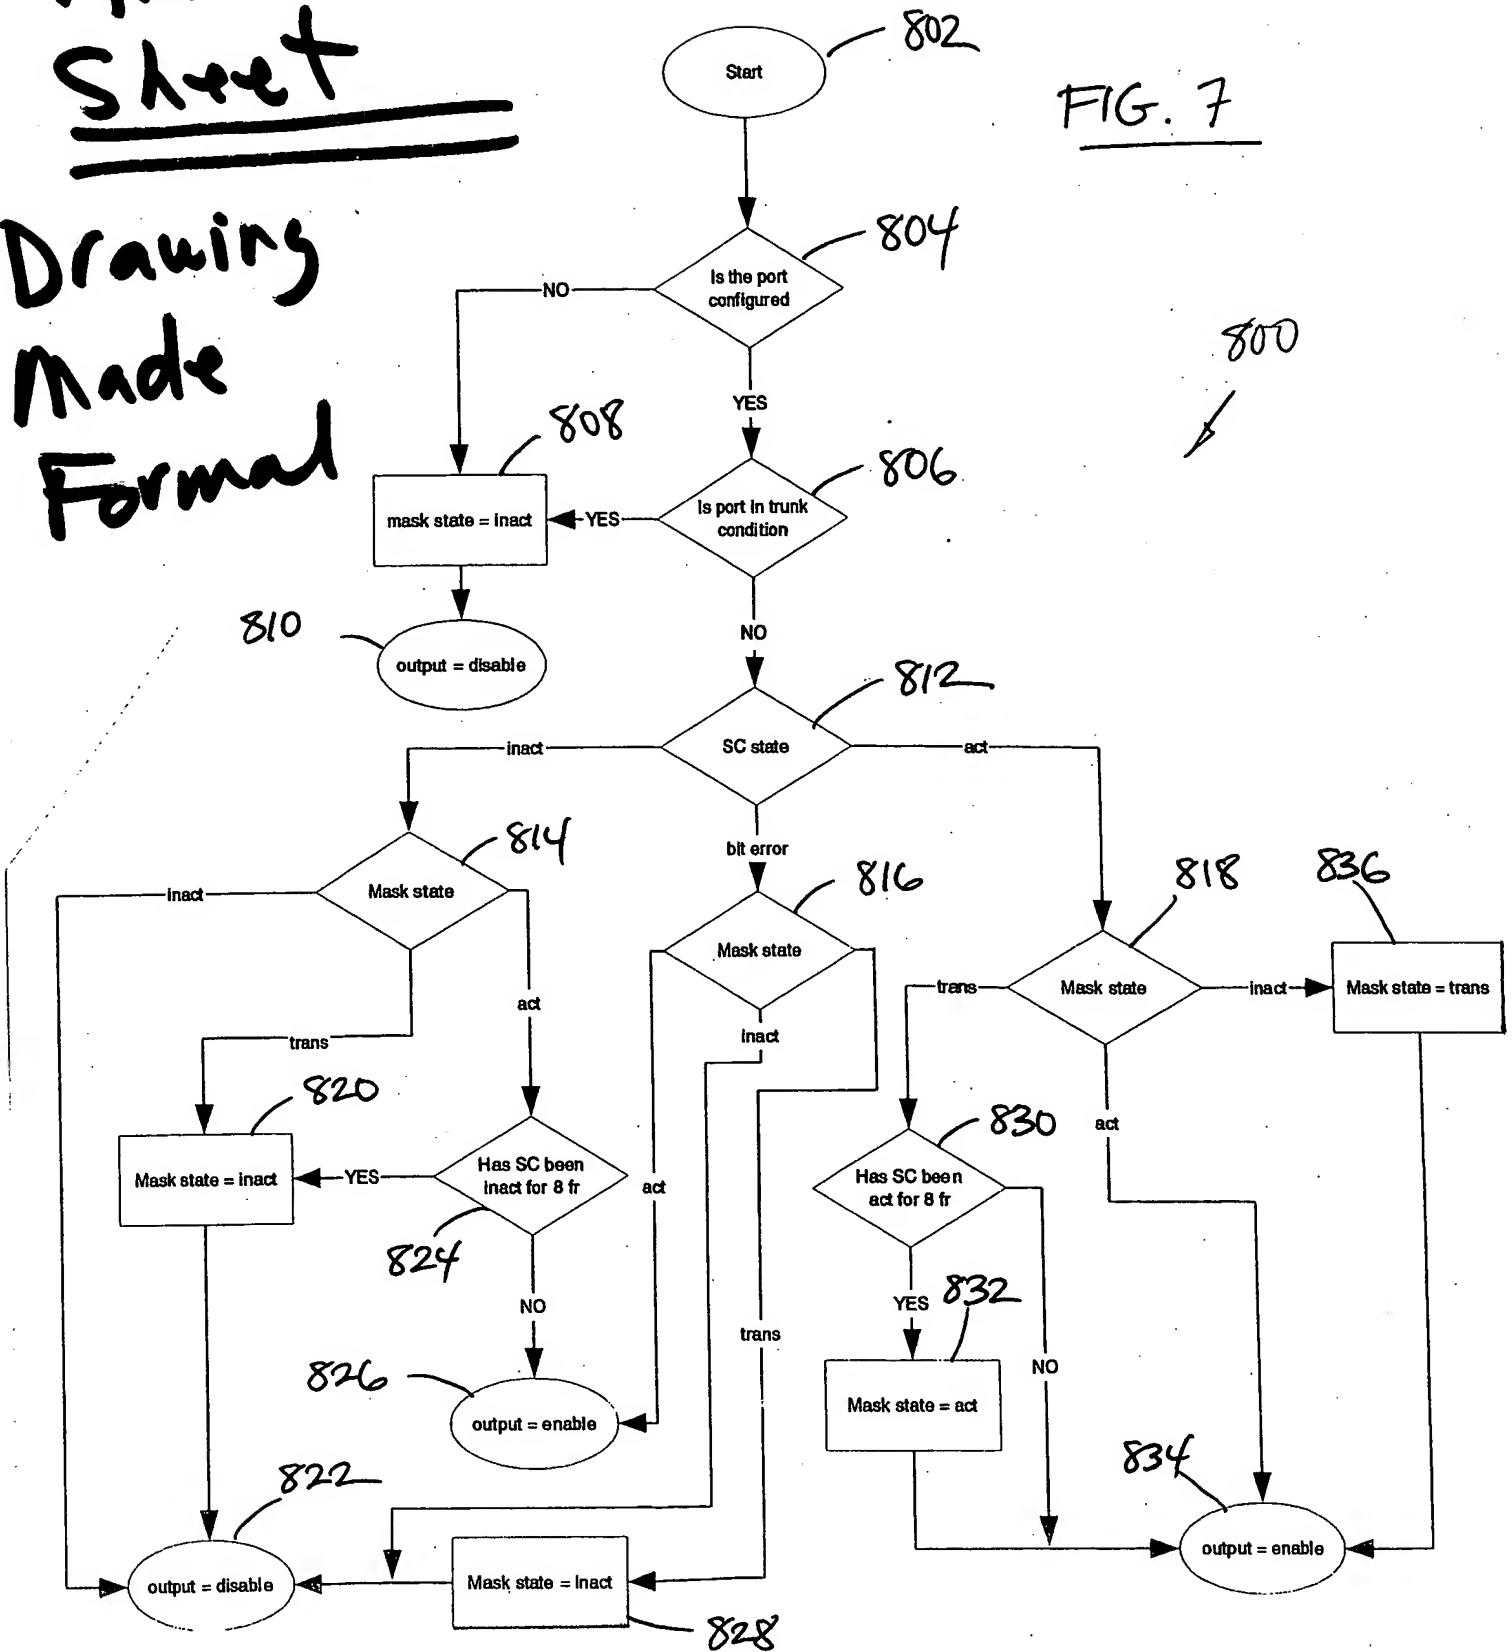 Sheet
Drawing
Made
Formal
FIG. 7
800
802
Start
804
Is the port
configured
NO
YES
808
mask state = inact
806
Is port in trunk
condition
YES
NO
810
output = disable
812
SC state
inact
act
bit error
814
Mask state
inact
act
trans
816
Mask state
act
inact
trans
818
Mask state
trans
inact
act
836
Mask state = trans
820
Mask state = inact
YES
Has SC been
inact for 8 fr
824
NO
830
Has SC been
act for 8 fr
YES
NO
832
Mask state = act
826
output = enable
822
output = disable
Mask state = inact
828
834
output = enable